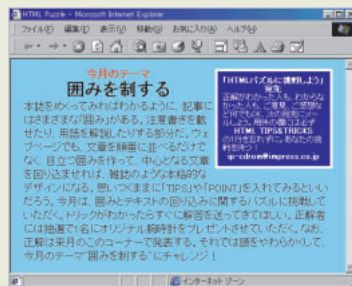 HTML Puzzle - Microsoft Internet Explorer
ファイル(F) 編集(E) 表示(V) 移動(G) お気に入り(A) ヘルプ(H)
今月のテーマ
囲みを制する
本誌をめくってみればわかるように、記事に
はさまざまな「囲み」がある。注意書きを載
せたり、用語を解説したりする部分だ。ウェ
ブページでも、文章を順番に並べるだけで
なく、目立つ囲みを作って、中心となる文章
を回り込ませれば、雑誌のような本格的な
デザインになる。思いつくままに「TIPS」や「POINT」を入れてみるといい
だろう。今月は、囲みとテキストの回り込みに関するパズルに挑戦して
いただく。トリックがわかったらすぐに解答を送ってきてほしい。正解者
には抽選で1名にオリジナル腕時計をプレゼントさせていただく。なお、
正解は来月のこのコーナーで発表する。それでは頭をやわらかくして、
今月のテーマ"囲みを制する"にチャレンジ!
「HTMLパズルに挑戦しよう」
正解がわかった人も、わからな
かった人も、ご意見、ご感想な
HTML TIPS&TRICKS
ip-cdrom@impress.co.jp
インターネット ゾーン